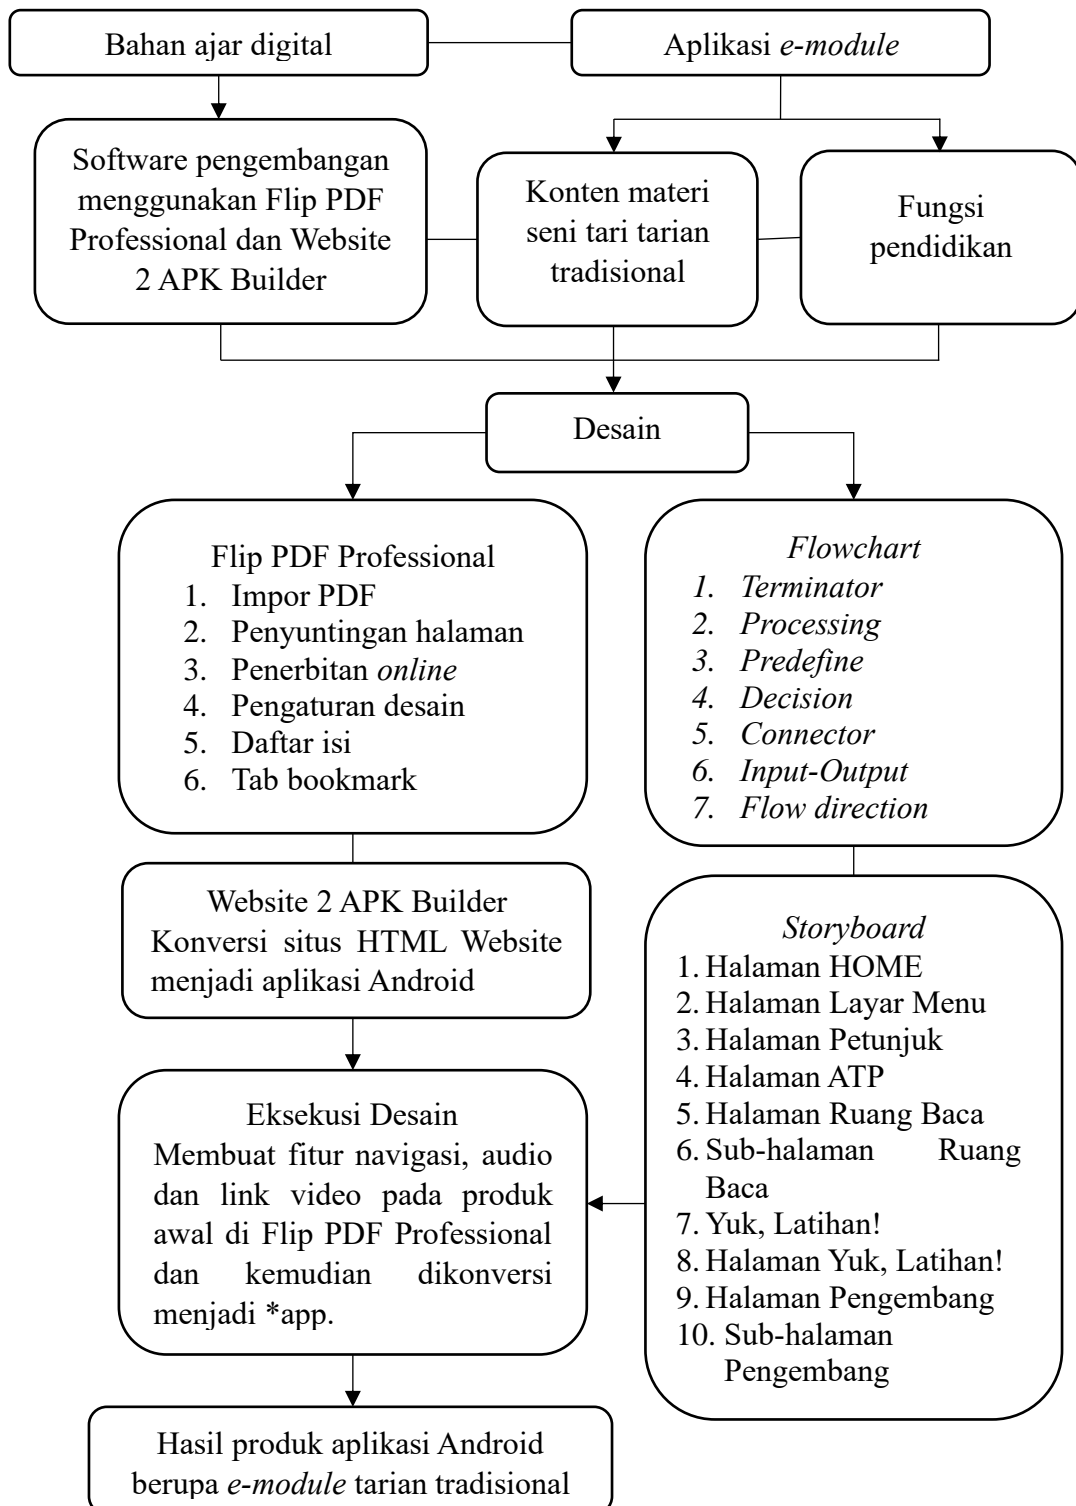 Bahan ajar digital
Aplikasi e-module
Software pengembangan
menggunakan Flip PDF
Professional dan Website
2 APK Builder
Konten materi
seni tari tarian
tradisional
Fungsi
pendidikan
Desain
Flip PDF Professional
1. Impor PDF
2. Penyuntingan halaman
3. Penerbitan online
4. Pengaturan desain
5. Daftar isi
6. Tab bookmark
Flowchart
1. Terminator
2. Processing
3. Predefine
4. Decision
5. Connector
6. Input-Output
7. Flow direction
Website 2 APK Builder
Konversi situs HTML Website
menjadi aplikasi Android
Storyboard
1. Halaman HOME
2. Halaman Layar Menu
3. Halaman Petunjuk
4. Halaman ATP
5. Halaman Ruang Baca
6. Sub-halaman Ruang
Baca
7. Yuk, Latihan!
8. Halaman Yuk, Latihan!
9. Halaman Pengembang
10. Sub-halaman
Pengembang
Eksekusi Desain
Membuat fitur navigasi, audio
dan link video pada produk
awal di Flip PDF Professional
dan kemudian dikonversi
menjadi *app.
Hasil produk aplikasi Android
berupa e-module tarian tradisional